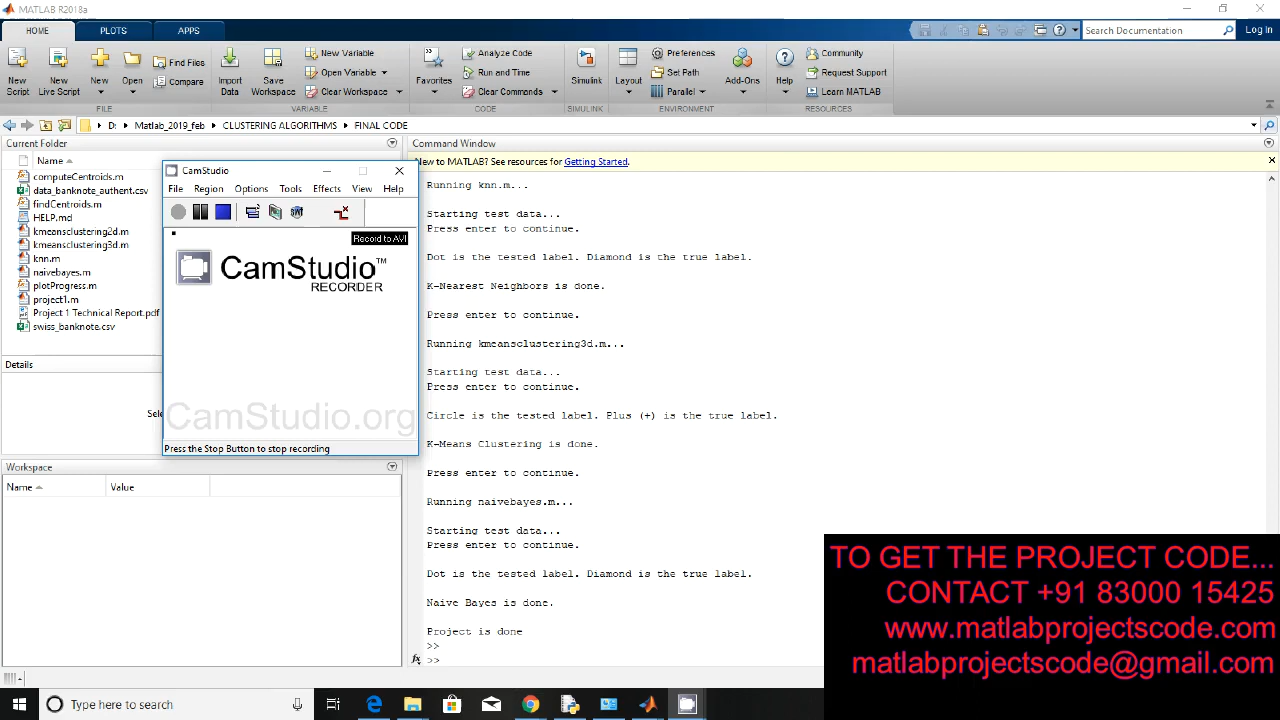 MATLAB R2018a
HOME PLOTS APPS
Search Documentation
Log In
New Script
New Live Script
New
Open
Find Files
Compare
Import Data
Save Workspace
New Variable
Open Variable
Clear Workspace
Favorites
Analyze Code
Run and Time
Clear Commands
Simulink
Layout
Preferences
Set Path
Parallel
Add-Ons
Help
Community
Request Support
Learn MATLAB
FILE VARIABLE CODE SIMULINK ENVIRONMENT RESOURCES
D: Matlab_2019_feb CLUSTERING ALGORITHMS FINAL CODE
Current Folder
Name
computeCentroids.m
data_banknote_authent.csv
findCentroids.m
HELP.md
kmeansclustering2d.m
kmeansclustering3d.m
knn.m
naivebayes.m
plotProgress.m
project1.m
Project 1 Technical Report.pdf
swiss_banknote.csv
Details
Sele
Workspace
Name Value
CamStudio
File Region Options Tools Effects View Help
Record to AVI
CamStudio™
RECORDER
CamStudio.org
Press the Stop Button to stop recording
Command Window
New to MATLAB? See resources for Getting Started.
Running knn.m...
Starting test data...
Press enter to continue.
Dot is the tested label. Diamond is the true label.
K-Nearest Neighbors is done.
Press enter to continue.
Running kmeansclustering3d.m...
Starting test data...
Press enter to continue.
Circle is the tested label. Plus (+) is the true label.
K-Means Clustering is done.
Press enter to continue.
Running naivebayes.m...
Starting test data...
Press enter to continue.
Dot is the tested label. Diamond is the true label.
Naive Bayes is done.
Project is done
>>
fx >>
TO GET THE PROJECT CODE...
CONTACT +91 83000 15425
www.matlabprojectscode.com
matlabprojectscode@gmail.com
Type here to search